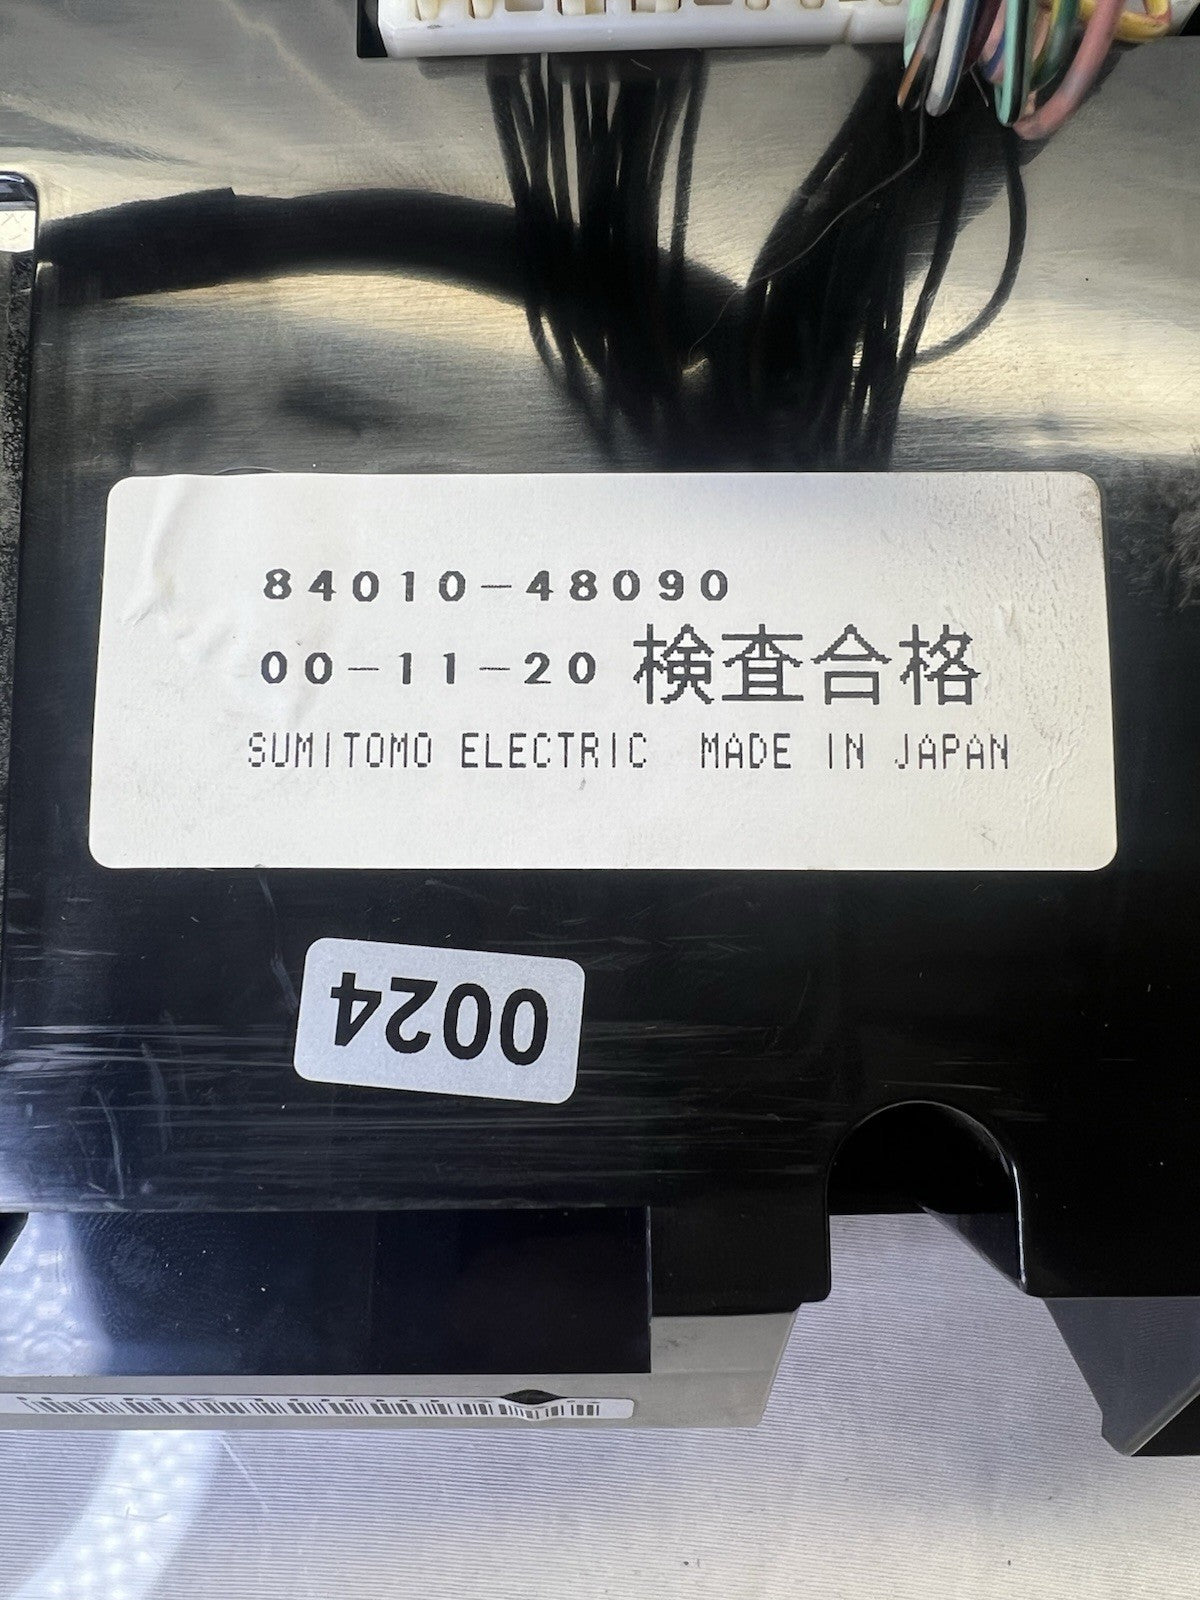 84010-48090
00-11-20 検査合格
SUMITOMO ELECTRIC MADE IN JAPAN
0024